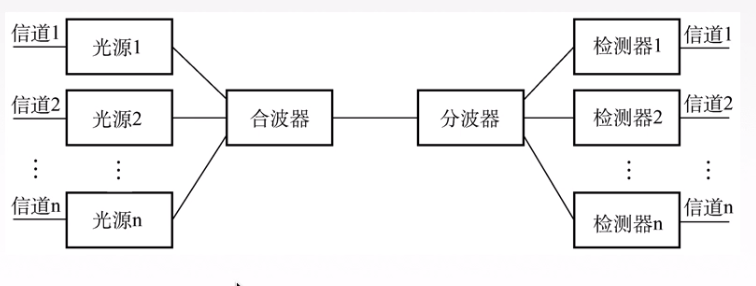 信道1
光源1
检测器1
信道1
信道2
光源2
合波器
分波器
检测器2
信道2
⋮
⋮
⋮
⋮
信道n
光源n
检测器n
信道n